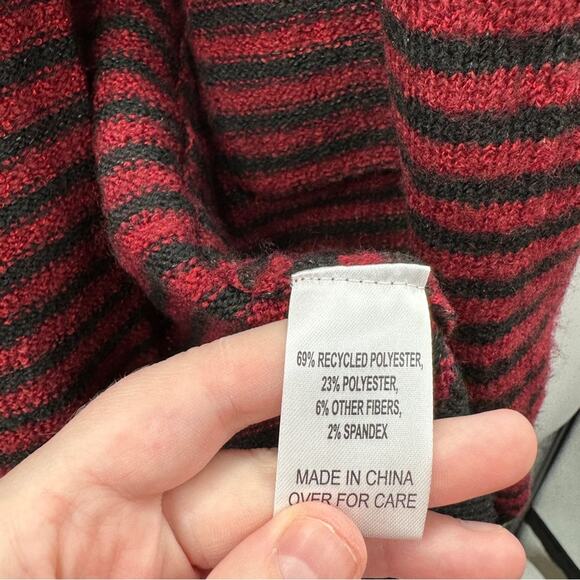 69% RECYCLED POLYESTER,
23% POLYESTER,
6% OTHER FIBERS,
2% SPANDEX
MADE IN CHINA
OVER FOR CARE